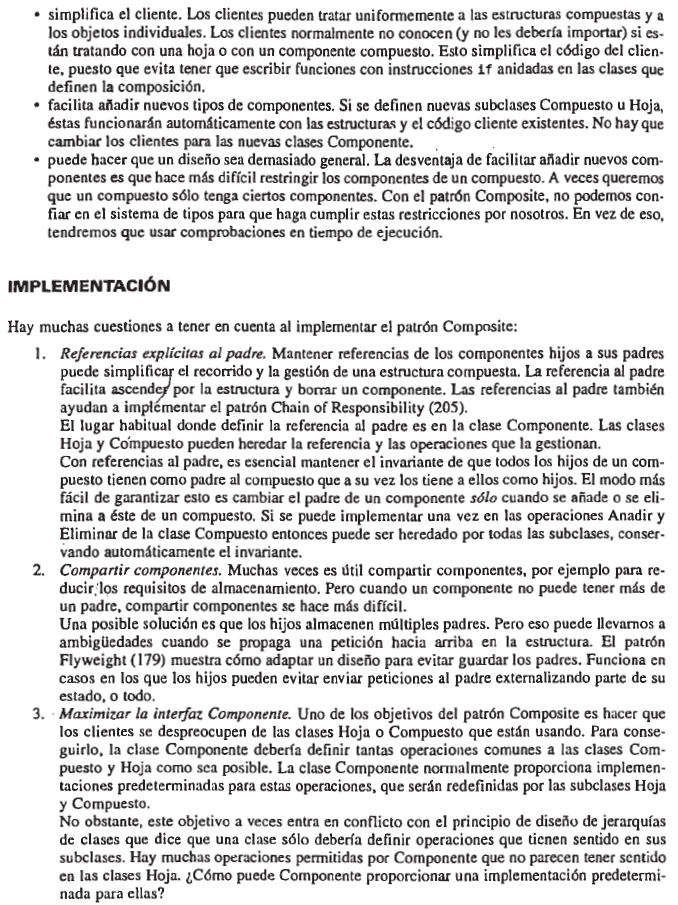 • simplifica el cliente. Los clientes pueden tratar uniformemente a las estructuras compuestas y a
los objetos individuales. Los clientes normalmente no conocen (y no les debería importar) si es-
tán tratando con una hoja o con un componente compuesto. Esto simplifica el código del clien-
te, puesto que evita tener que escribir funciones con instrucciones if anidadas en las clases que
definen la composición.
• facilita añadir nuevos tipos de componentes. Si se definen nuevas subclases Compuesto u Hoja,
éstas funcionarán automáticamente con las estructuras y el código cliente existentes. No hay que
cambiar los clientes para las nuevas clases Componente.
• puede hacer que un diseño sea demasiado general. La desventaja de facilitar añadir nuevos com-
ponentes es que hace más difícil restringir los componentes de un compuesto. A veces queremos
que un compuesto sólo tenga ciertos componentes. Con el patrón Composite, no podemos con-
fiar en el sistema de tipos para que haga cumplir estas restricciones por nosotros. En vez de eso,
tendremos que usar comprobaciones en tiempo de ejecución.
IMPLEMENTACIÓN
Hay muchas cuestiones a tener en cuenta al implementar el patrón Composite:
1. Referencias explícitas al padre. Mantener referencias de los componentes hijos a sus padres
puede simplificar el recorrido y la gestión de una estructura compuesta. La referencia al padre
facilita ascender por la estructura y borrar un componente. Las referencias al padre también
ayudan a implementar el patrón Chain of Responsibility (205).
El lugar habitual donde definir la referencia al padre es en la clase Componente. Las clases
Hoja y Compuesto pueden heredar la referencia y las operaciones que la gestionan.
Con referencias al padre, es esencial mantener el invariante de que todos los hijos de un com-
puesto tienen como padre al compuesto que a su vez los tiene a ellos como hijos. El modo más
fácil de garantizar esto es cambiar el padre de un componente sólo cuando se añade o se eli-
mina a éste de un compuesto. Si se puede implementar una vez en las operaciones Anadir y
Eliminar de la clase Compuesto entonces puede ser heredado por todas las subclases, conser-
vando automáticamente el invariante.
2. Compartir componentes. Muchas veces es útil compartir componentes, por ejemplo para re-
ducir los requisitos de almacenamiento. Pero cuando un componente no puede tener más de
un padre, compartir componentes se hace más difícil.
Una posible solución es que los hijos almacenen múltiples padres. Pero eso puede llevarnos a
ambigüedades cuando se propaga una petición hacia arriba en la estructura. El patrón
Flyweight (179) muestra cómo adaptar un diseño para evitar guardar los padres. Funciona en
casos en los que los hijos pueden evitar enviar peticiones al padre externalizando parte de su
estado, o todo.
3. Maximizar la interfaz Componente. Uno de los objetivos del patrón Composite es hacer que
los clientes se despreocupen de las clases Hoja o Compuesto que están usando. Para conse-
guirlo, la clase Componente debería definir tantas operaciones comunes a las clases Com-
puesto y Hoja como sea posible. La clase Componente normalmente proporciona implemen-
taciones predeterminadas para estas operaciones, que serán redefinidas por las subclases Hoja
y Compuesto.
No obstante, este objetivo a veces entra en conflicto con el principio de diseño de jerarquías
de clases que dice que una clase sólo debería definir operaciones que tienen sentido en sus
subclases. Hay muchas operaciones permitidas por Componente que no parecen tener sentido
en las clases Hoja. ¿Cómo puede Componente proporcionar una implementación predetermi-
nada para ellas?